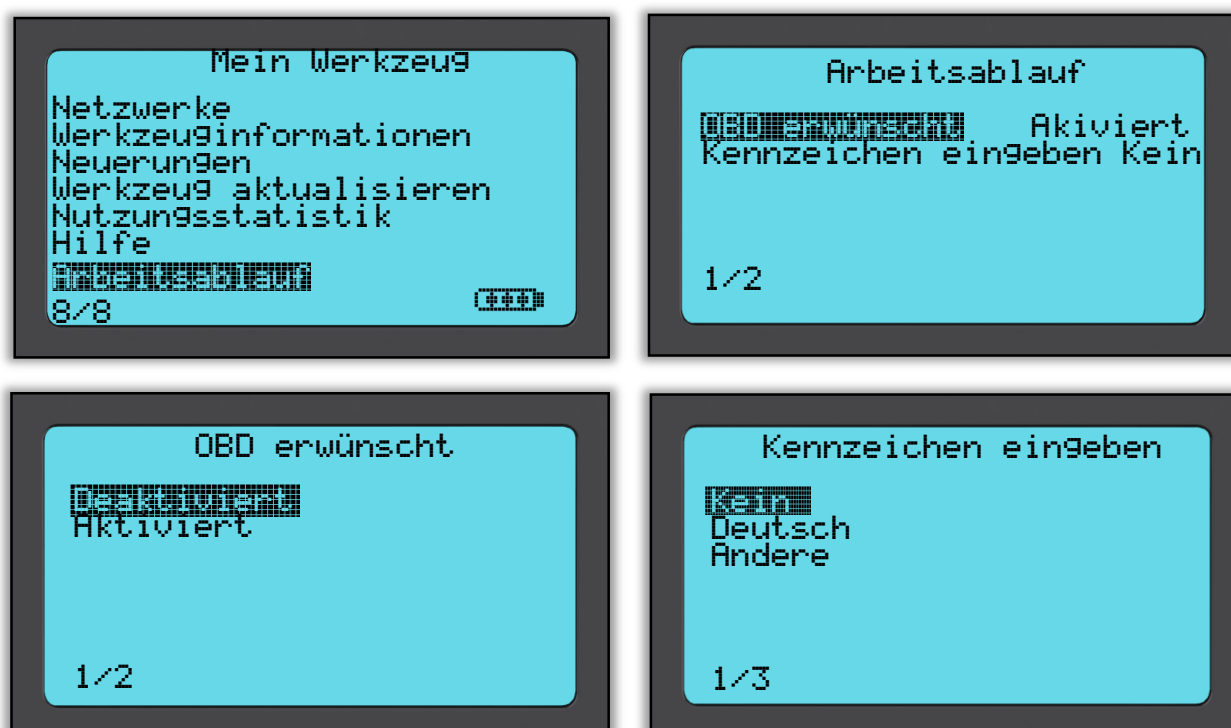 Mein Werkzeug
Netzwerke
Werkzeuginformationen
Neuerungen
Werkzeug aktualisieren
Nutzungsstatistik
Hilfe
Arbeitsablauf
8/8
Arbeitsablauf
OBD erwünscht Akiviert
Kennzeichen eingeben Kein
1/2
OBD erwünscht
Deaktiviert
Aktiviert
1/2
Kennzeichen eingeben
Kein
Deutsch
Andere
1/3